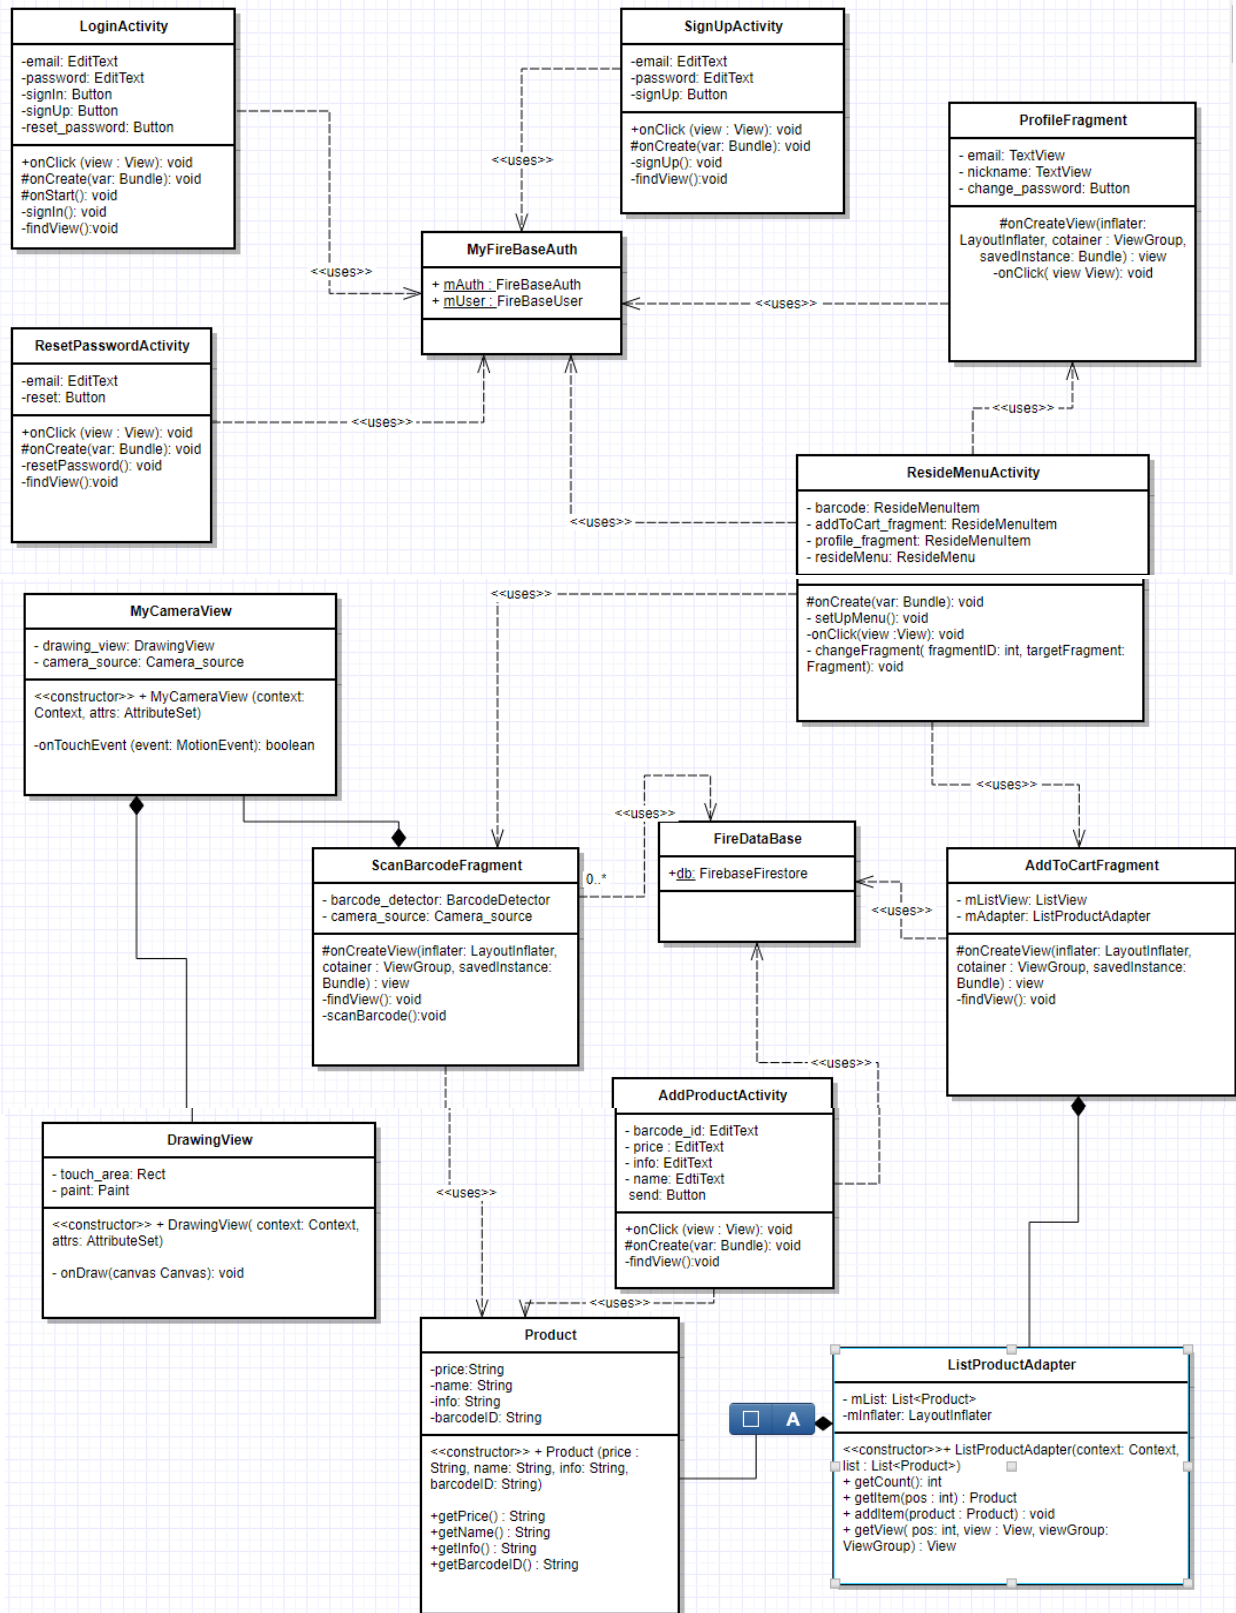 LoginActivity
-email: EditText
-password: EditText
-signIn: Button
-signUp: Button
-reset_password: Button
+onClick (view : View): void
#onCreate(var: Bundle): void
#onStart(): void
-signIn(): void
-findView():void
SignUpActivity
-email: EditText
-password: EditText
-signUp: Button
+onClick (view : View): void
#onCreate(var: Bundle): void
-signUp(): void
-findView():void
<<uses>>
ProfileFragment
- email: TextView
- nickname: TextView
- change_password: Button
#onCreateView(inflater:
LayoutInflater, cotainer : ViewGroup,
savedInstance: Bundle) : view
-onClick( view View): void
<<uses>>
MyFireBaseAuth
+ mAuth : FireBaseAuth
+ mUser : FireBaseUser
<<uses>>
ResetPasswordActivity
-email: EditText
-reset: Button
+onClick (view : View): void
#onCreate(var: Bundle): void
-resetPassword(): void
-findView():void
<<uses>>
<<uses>>
<<uses>>
ResideMenuActivity
- barcode: ResideMenuItem
- addToCart_fragment: ResideMenuItem
- profile_fragment: ResideMenuItem
- resideMenu: ResideMenu
#onCreate(var: Bundle): void
- setUpMenu(): void
-onClick(view :View): void
- changeFragment( fragmentID: int, targetFragment:
Fragment): void
<<uses>>
MyCameraView
- drawing_view: DrawingView
- camera_source: Camera_source
<<constructor>> + MyCameraView (context:
Context, attrs: AttributeSet)
-onTouchEvent (event: MotionEvent): boolean
<<uses>>
<<uses>>
ScanBarcodeFragment
- barcode_detector: BarcodeDetector
- camera_source: Camera_source
#onCreateView(inflater: LayoutInflater,
cotainer : ViewGroup, savedInstance:
Bundle) : view
-findView(): void
-scanBarcode():void
0..*
FireDataBase
+db: FirebaseFirestore
<<uses>>
AddToCartFragment
- mListView: ListView
- mAdapter: ListProductAdapter
#onCreateView(inflater: LayoutInflater,
cotainer : ViewGroup, savedInstance:
Bundle) : view
-findView(): void
<<uses>>
AddProductActivity
- barcode_id: EditText
- price : EditText
- info: EditText
- name: EdtiText
send: Button
+onClick (view : View): void
#onCreate(var: Bundle): void
-findView():void
DrawingView
- touch_area: Rect
- paint: Paint
<<constructor>> + DrawingView( context: Context,
attrs: AttributeSet)
- onDraw(canvas Canvas): void
<<uses>>
<<uses>>
Product
-price:String
-name: String
-info: String
-barcodeID: String
<<constructor>> + Product (price :
String, name: String, info: String,
barcodeID: String)
+getPrice() : String
+getName() : String
+getInfo() : String
+getBarcodeID() : String
A
ListProductAdapter
- mList: List<Product>
-mInflater: LayoutInflater
<<constructor>>+ ListProductAdapter(context: Context,
list : List<Product>)
+ getCount(): int
+ getItem(pos : int) : Product
+ addItem(product : Product) : void
+ getView( pos: int, view : View, viewGroup:
ViewGroup) : View